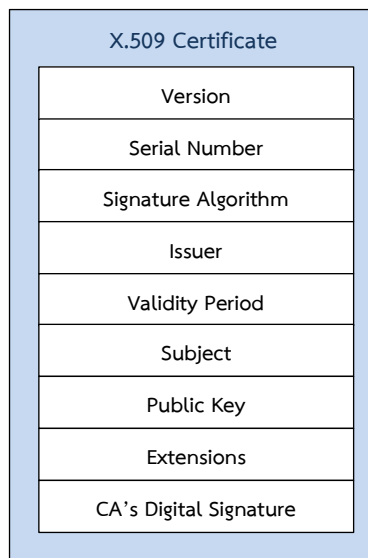 X.509 Certificate
Version
Serial Number
Signature Algorithm
Issuer
Validity Period
Subject
Public Key
Extensions
CA’s Digital Signature